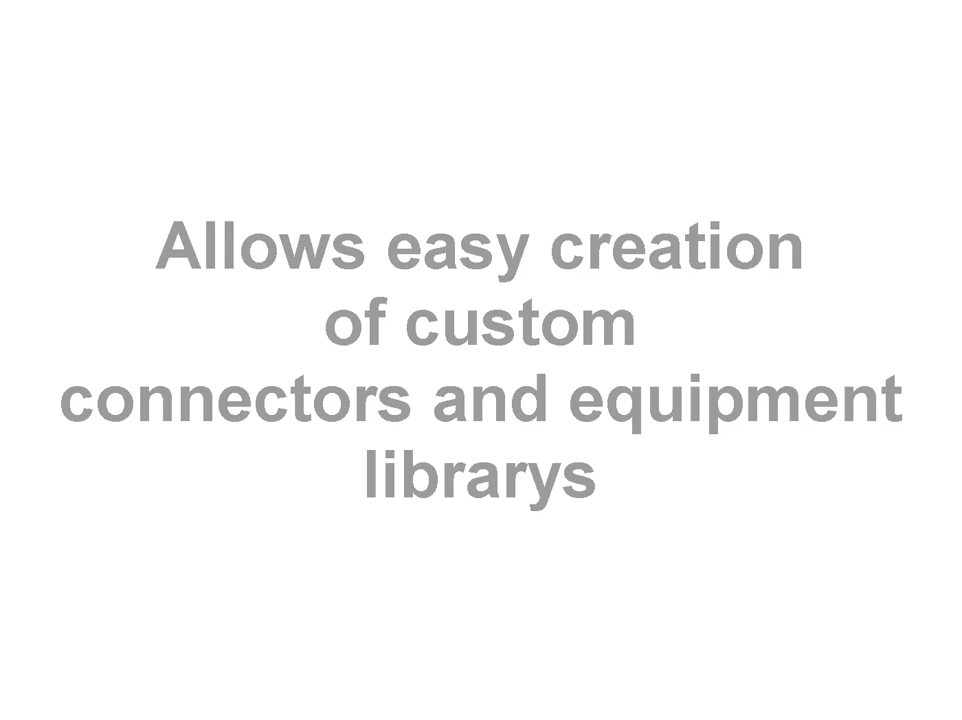 Allows easy creation
of custom
connectors and equipment
librarys